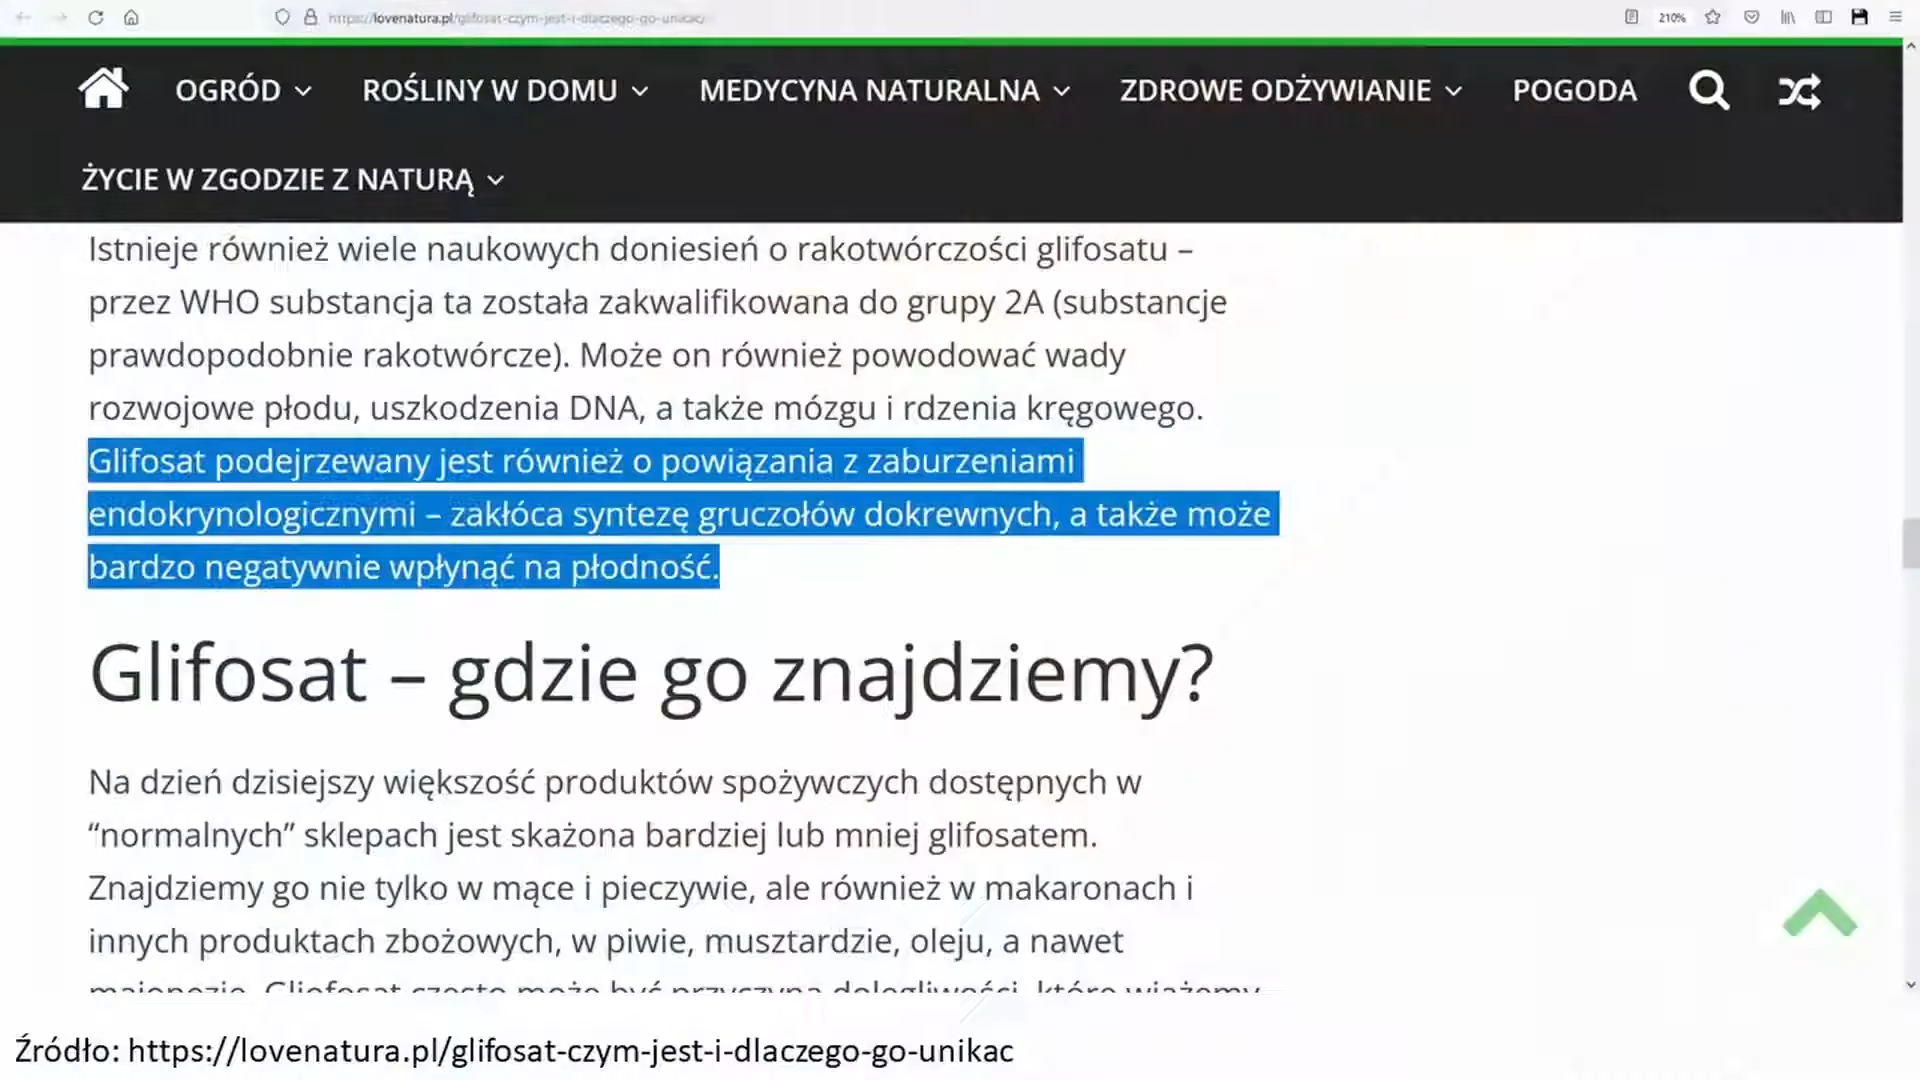 https://lovenatura.pl/glifosat-czym-jest-i-dlaczego-go-unikac/
210%
OGRÓD
ROŚLINY W DOMU
MEDYCYNA NATURALNA
ZDROWE ODŻYWIANIE
POGODA
ŻYCIE W ZGODZIE Z NATURĄ
Istnieje również wiele naukowych doniesień o rakotwórczości glifosatu –
przez WHO substancja ta została zakwalifikowana do grupy 2A (substancje
prawdopodobnie rakotwórcze). Może on również powodować wady
rozwojowe płodu, uszkodzenia DNA, a także mózgu i rdzenia kręgowego.
Glifosat podejrzewany jest również o powiązania z zaburzeniami
endokrynologicznymi – zakłóca syntezę gruczołów dokrewnych, a także może
bardzo negatywnie wpłynąć na płodność.
Glifosat – gdzie go znajdziemy?
Na dzień dzisiejszy większość produktów spożywczych dostępnych w
“normalnych” sklepach jest skażona bardziej lub mniej glifosatem.
Znajdziemy go nie tylko w mące i pieczywie, ale również w makaronach i
innych produktach zbożowych, w piwie, musztardzie, oleju, a nawet
majonezie. Gliofosat często może być przyczyną dolegliwości, które wiążemy
Źródło: https://lovenatura.pl/glifosat-czym-jest-i-dlaczego-go-unikac